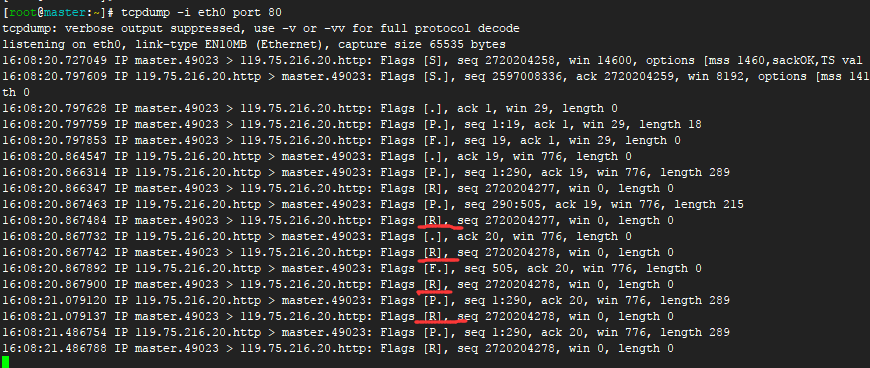 [root@master:~]# tcpdump -i eth0 port 80
tcpdump: verbose output suppressed, use -v or -vv for full protocol decode
listening on eth0, link-type EN10MB (Ethernet), capture size 65535 bytes
16:08:20.727049 IP master.49023 > 119.75.216.20.http: Flags [S], seq 2720204258, win 14600, options [mss 1460,sackOK,TS val
16:08:20.797609 IP 119.75.216.20.http > master.49023: Flags [S.], seq 2597008336, ack 2720204259, win 8192, options [mss 141
th 0
16:08:20.797628 IP master.49023 > 119.75.216.20.http: Flags [.], ack 1, win 29, length 0
16:08:20.797759 IP master.49023 > 119.75.216.20.http: Flags [P.], seq 1:19, ack 1, win 29, length 18
16:08:20.797853 IP master.49023 > 119.75.216.20.http: Flags [F.], seq 19, ack 1, win 29, length 0
16:08:20.864547 IP 119.75.216.20.http > master.49023: Flags [.], ack 19, win 776, length 0
16:08:20.866314 IP 119.75.216.20.http > master.49023: Flags [P.], seq 1:290, ack 19, win 776, length 289
16:08:20.866347 IP master.49023 > 119.75.216.20.http: Flags [R], seq 2720204277, win 0, length 0
16:08:20.867463 IP 119.75.216.20.http > master.49023: Flags [P.], seq 290:505, ack 19, win 776, length 215
16:08:20.867484 IP master.49023 > 119.75.216.20.http: Flags [R], seq 2720204277, win 0, length 0
16:08:20.867732 IP 119.75.216.20.http > master.49023: Flags [.], ack 20, win 776, length 0
16:08:20.867742 IP master.49023 > 119.75.216.20.http: Flags [R], seq 2720204278, win 0, length 0
16:08:20.867892 IP 119.75.216.20.http > master.49023: Flags [F.], seq 505, ack 20, win 776, length 0
16:08:20.867900 IP master.49023 > 119.75.216.20.http: Flags [R], seq 2720204278, win 0, length 0
16:08:21.079120 IP 119.75.216.20.http > master.49023: Flags [P.], seq 1:290, ack 20, win 776, length 289
16:08:21.079137 IP master.49023 > 119.75.216.20.http: Flags [R], seq 2720204278, win 0, length 0
16:08:21.486754 IP 119.75.216.20.http > master.49023: Flags [P.], seq 1:290, ack 20, win 776, length 289
16:08:21.486788 IP master.49023 > 119.75.216.20.http: Flags [R], seq 2720204278, win 0, length 0